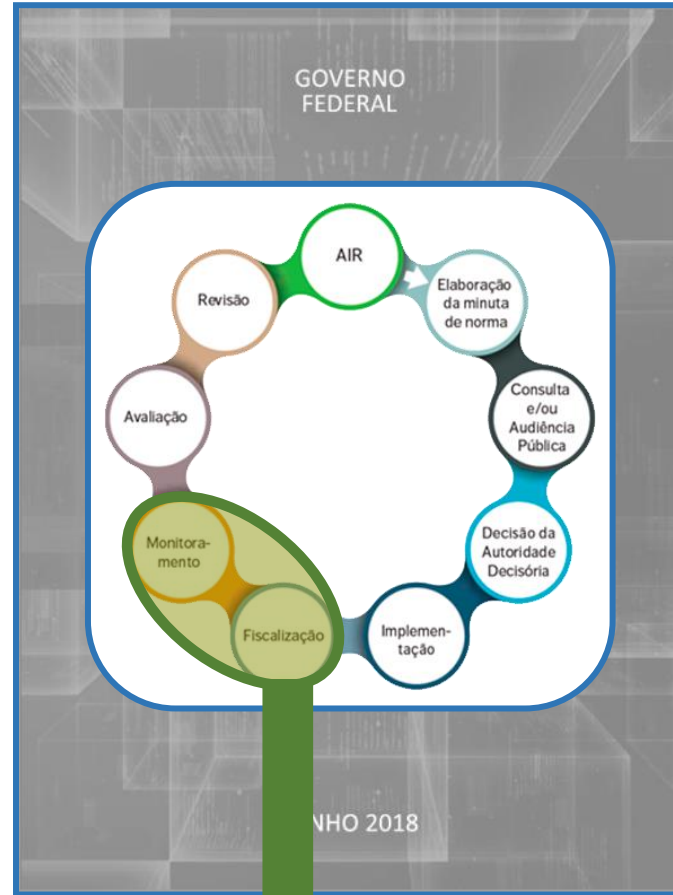 GOVERNO
FEDERAL
AIR
Elaboração
da minuta
de norma
Consulta
e/ou
Audiência
Pública
Decisão da
Autoridade
Decisória
Implemen-
tação
Fiscalização
Monitora-
mento
Avaliação
Revisão
NHO 2018